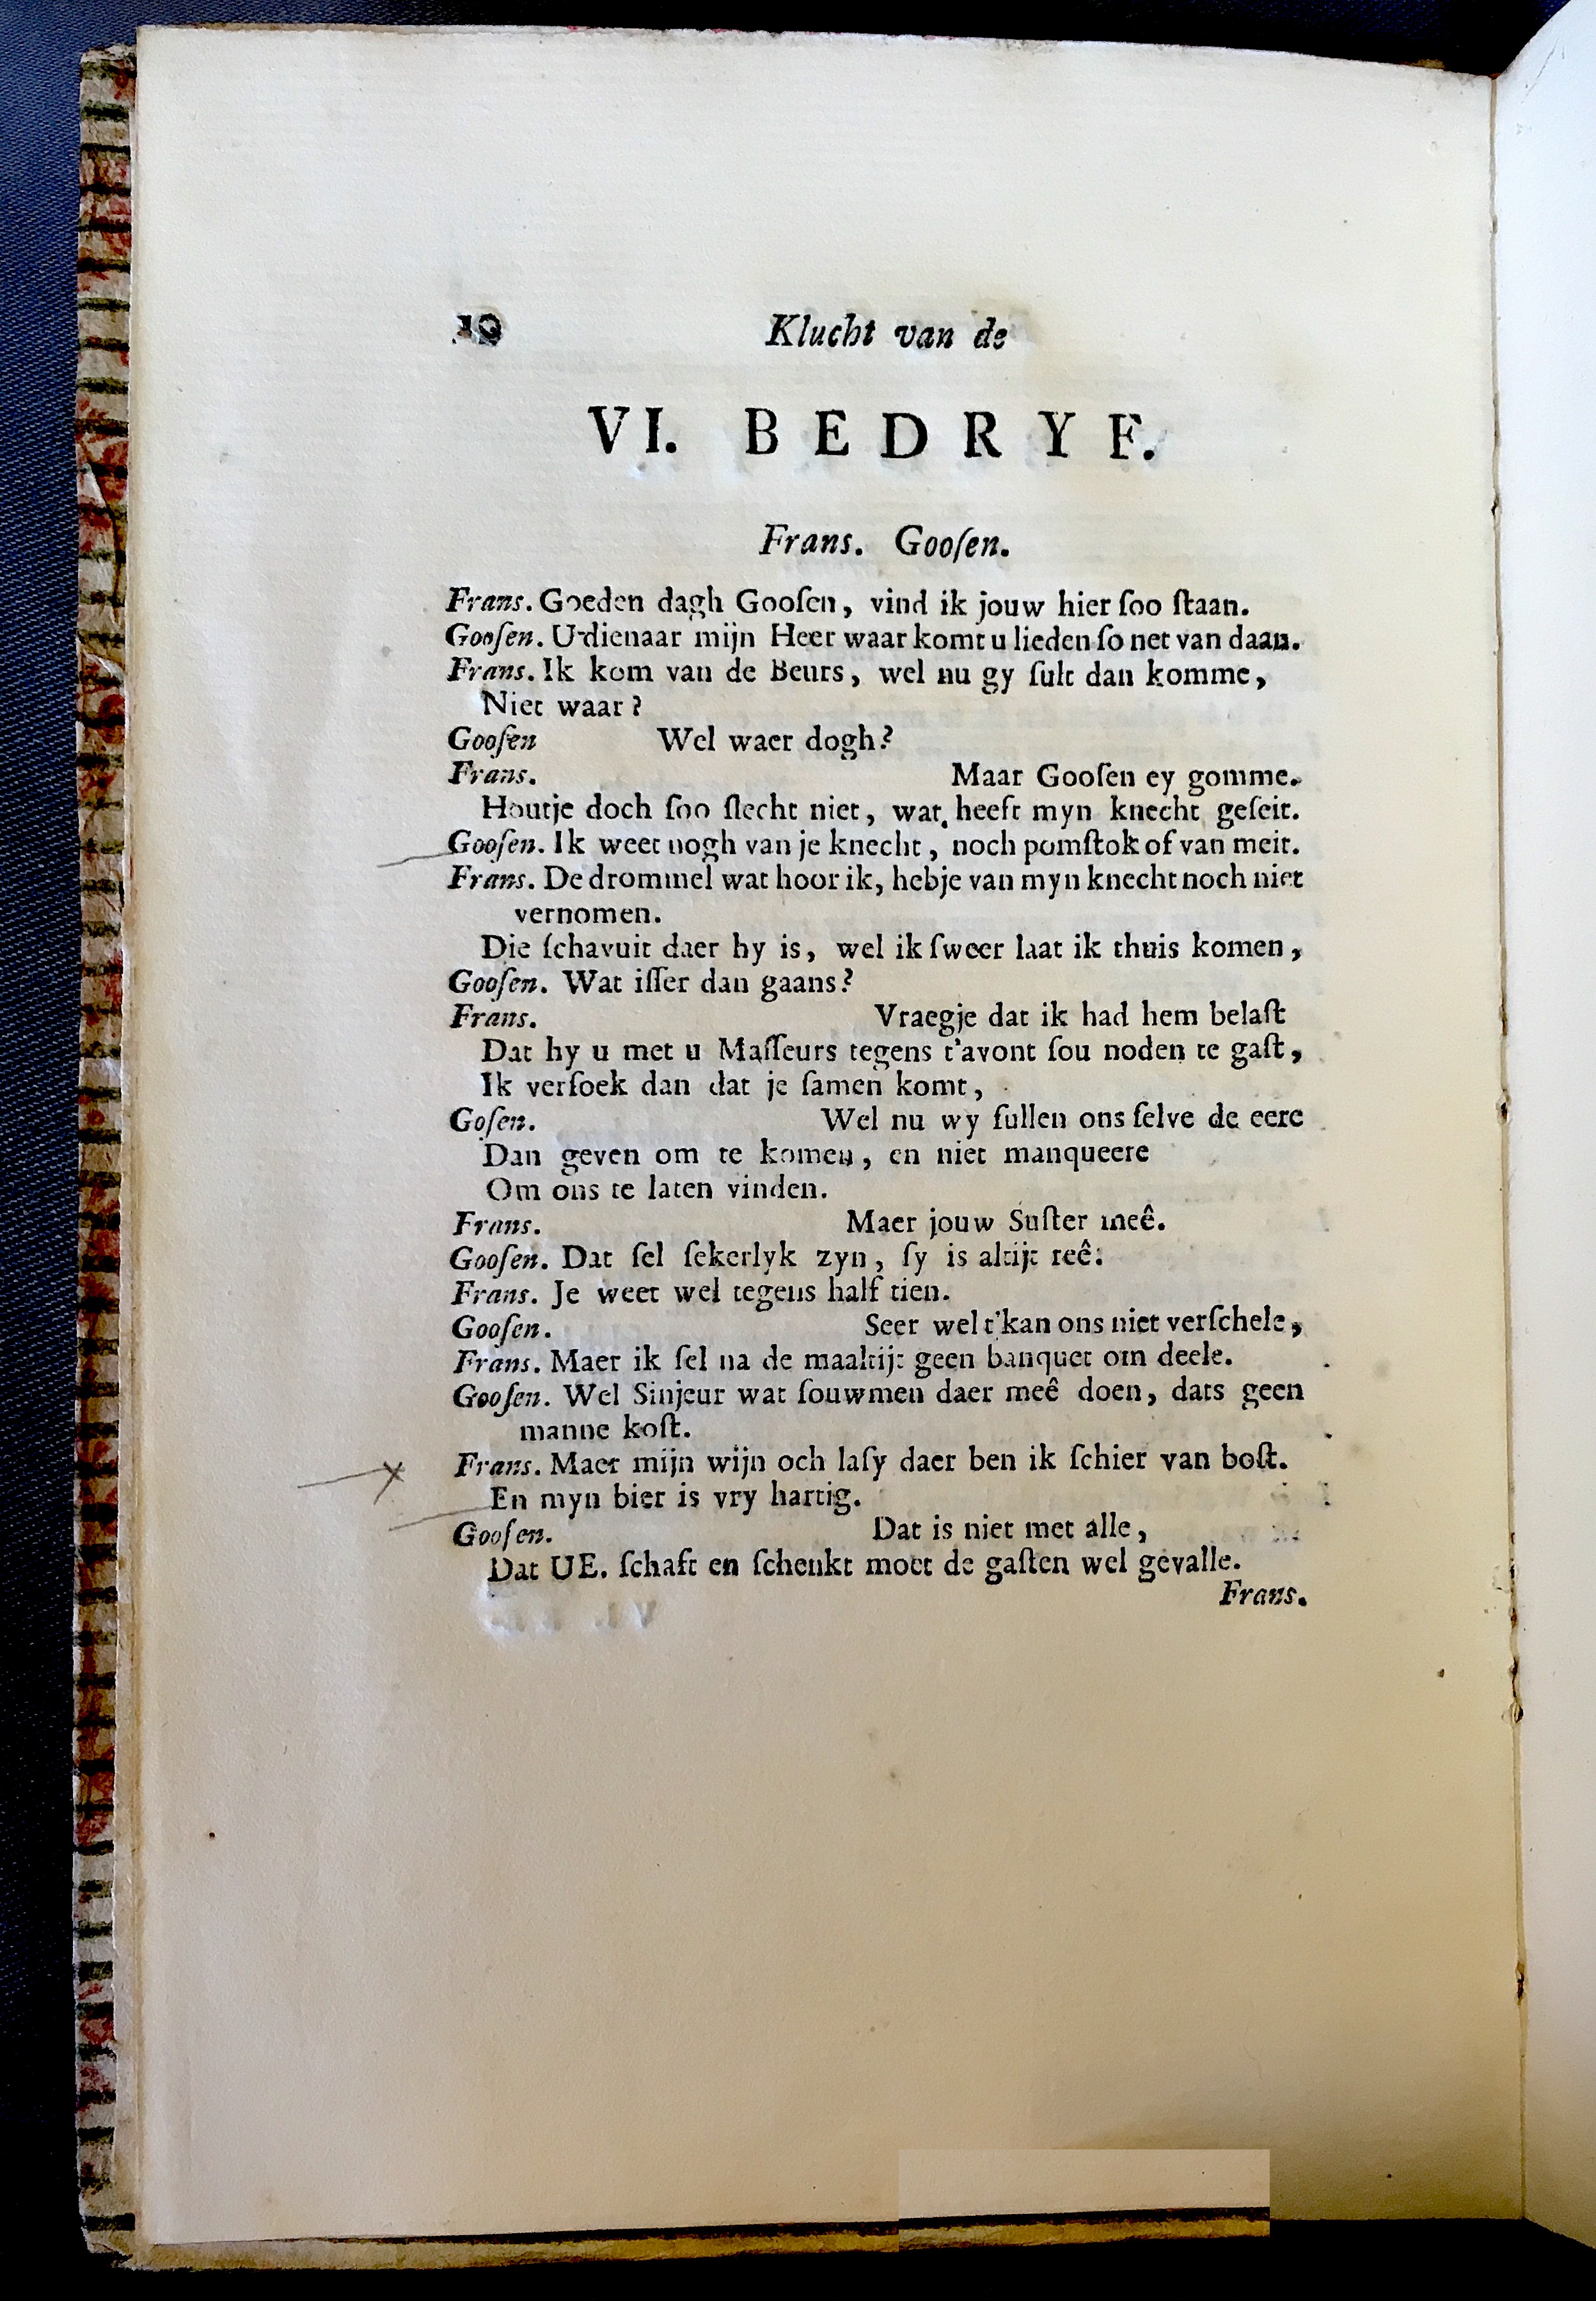 10 Klucht van de
VI. BEDRYF.
Frans. Gooſen.
Frans. Goeden dagh Gooſen, vind ik jouw hier ſoo ſtaan.
Gooſen. U dienaar mijn Heer waar komt u lieden ſo net van daan.
Frans. Ik kom van de Beurs, wel nu gy ſult dan komme,
Niet waar?
Gooſen Wel waer dogh?
Frans. Maar Gooſen ey gomme.
Houtje doch ſoo ſlecht niet, wat heeft myn knecht geſeit.
Gooſen. Ik weet nogh van je knecht, noch pomſtok of van meit.
Frans. De drommel wat hoor ik, hebje van myn knecht noch niet
vernomen.
Die ſchavuit daer hy is, wel ik ſweer laat ik thuis komen,
Gooſen. Wat iſſer dan gaans?
Frans. Vraegje dat ik had hem belaſt
Dat hy u met u Maſſeurs tegens t'avont ſou noden te gaſt,
Ik verſoek dan dat je ſamen komt,
Goſen. Wel nu wy ſullen ons ſelve de eere
Dan geven om te komen, en niet manqueere
Om ons te laten vinden.
Frans. Maer jouw Suſter meê.
Gooſen. Dat ſel ſekerlyk zyn, ſy is altijt reê.
Frans. Je weet wel tegens half tien.
Gooſen. Seer wel t'kan ons niet verſchele,
Frans. Maer ik ſel na de maaltijt geen banquet om deele.
Gooſen. Wel Sinjeur wat ſouwmen daer meê doen, dats geen
manne koſt.
Frans. Maer mijn wijn och laſy daer ben ik ſchier van boſt.
En myn bier is vry hartig.
Gooſen. Dat is niet met alle,
Dat UE. ſchaft en ſchenkt moet de gaſten wel gevalle.
Frans.